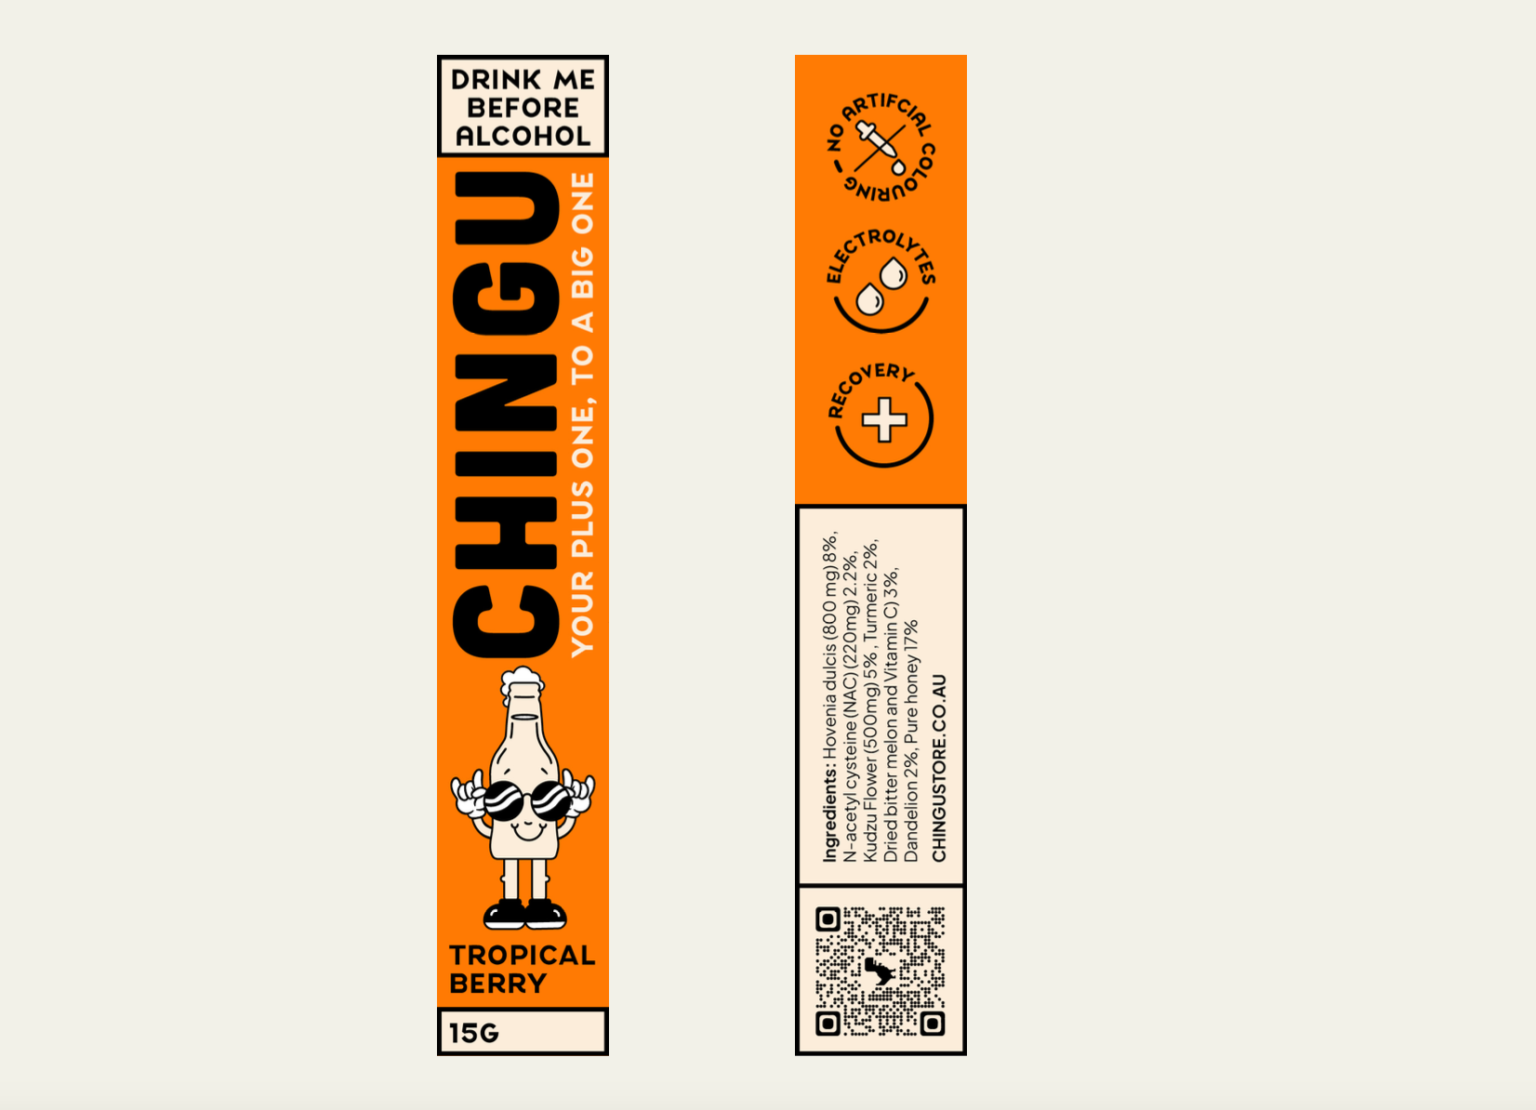 DRINK ME
BEFORE
ALCOHOL
CHINGU
YOUR PLUS ONE, TO A BIG ONE
TROPICAL
BERRY
15G
NO ARTIFCIAL COLOURING
ELECTROLYTES
RECOVERY
Ingredients: Hovenia dulcis (800 mg) 8%,
N-acetyl cysteine (NAC) (220mg) 2.2%,
Kudzu Flower (500mg) 5% , Turmeric 2%,
Dried bitter melon and Vitamin C) 3%,
Dandelion 2%, Pure honey 17%
CHINGUSTORE.CO.AU